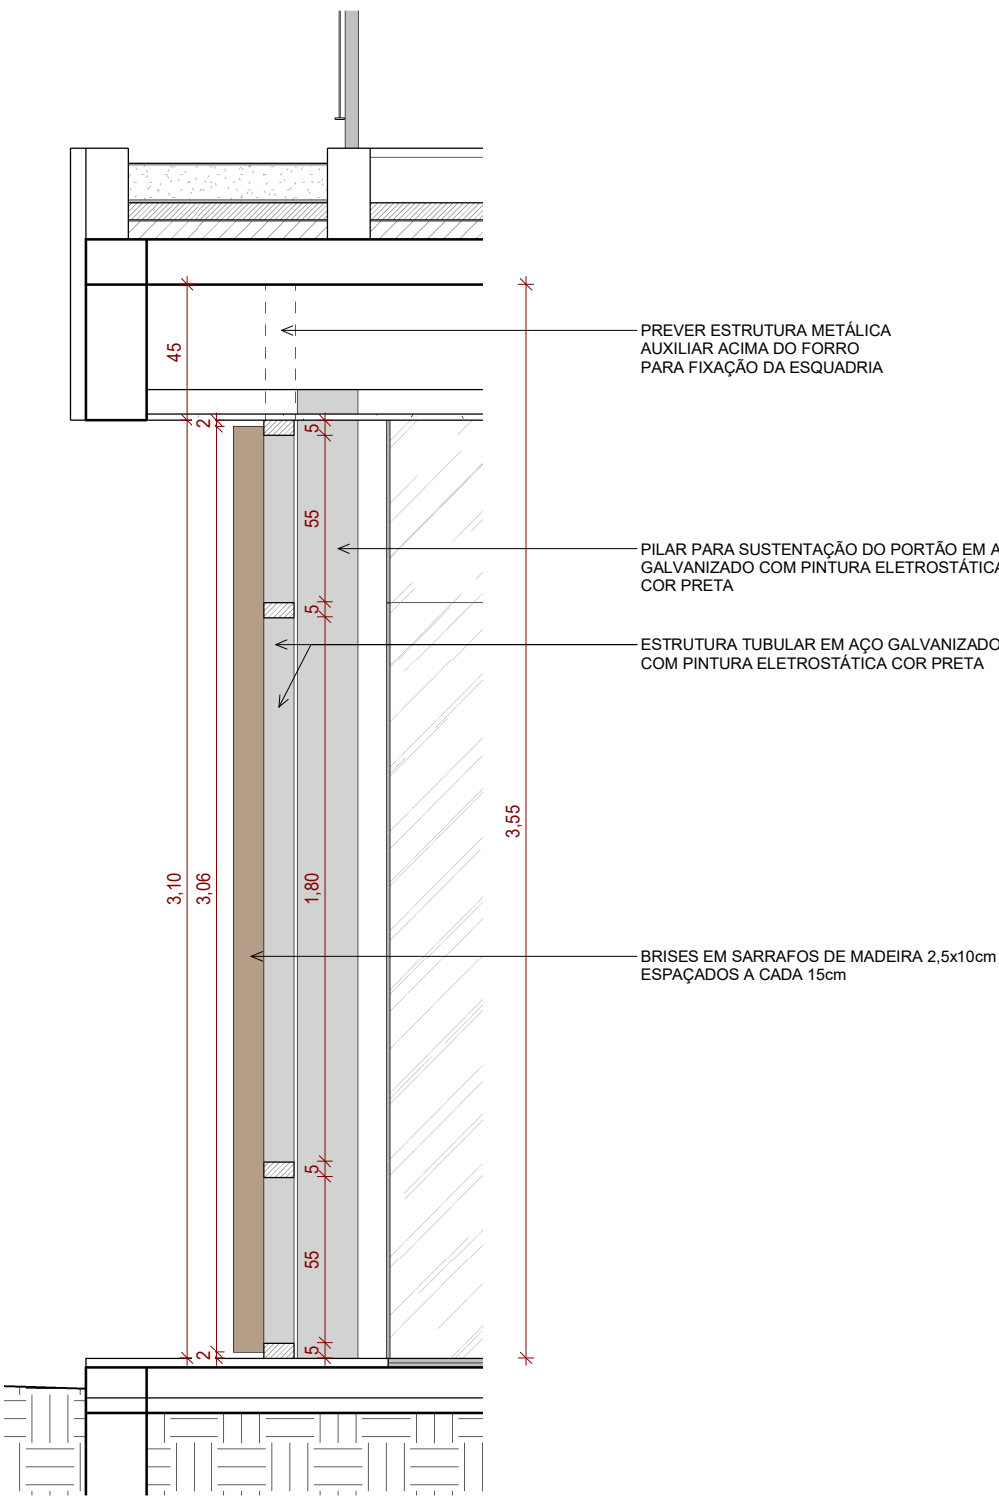 PREVER ESTRUTURA METÁLICA
AUXILIAR ACIMA DO FORRO
PARA FIXAÇÃO DA ESQUADRIA
45
2
5
55
PILAR PARA SUSTENTAÇÃO DO PORTÃO EM
GALVANIZADO COM PINTURA ELETROSTÁTICA
COR PRETA
5
ESTRUTURA TUBULAR EM AÇO GALVANIZADO
COM PINTURA ELETROSTÁTICA COR PRETA
3,55
3,10
3,06
1,80
BRISES EM SARRAFOS DE MADEIRA 2,5x10cm
ESPAÇADOS A CADA 15cm
5
55
2
5